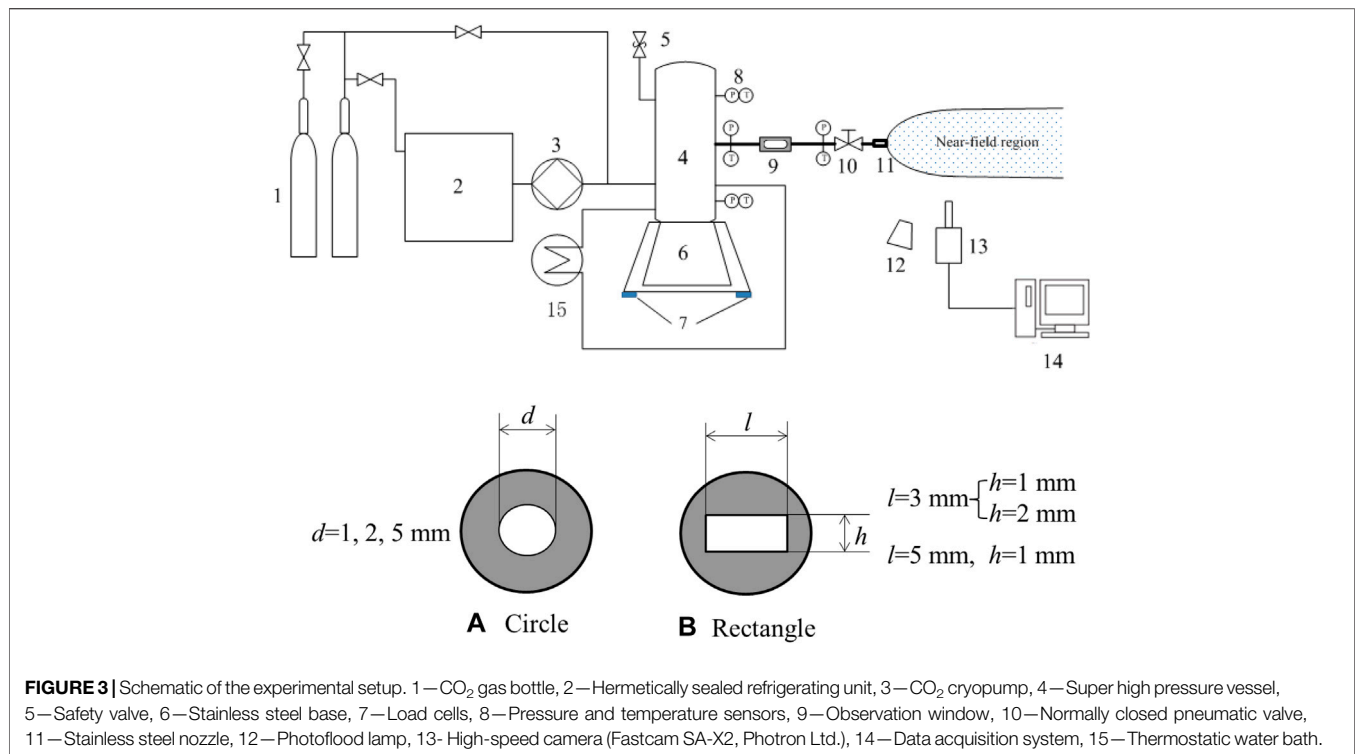 5
8
P T
3
P
P
1
2
4
Near-field region
T
T
9
10
11
P T
6
12
13
15
7
14
d
l
l=3 mm h=1 mm
h=2 mm
d=1, 2, 5 mm
h
l=5 mm, h=1 mm
A Circle
B Rectangle
FIGURE 3 | Schematic of the experimental setup. 1—CO₂ gas bottle, 2—Hermetically sealed refrigerating unit, 3—CO₂ cryopump, 4—Super high pressure vessel,
5—Safety valve, 6—Stainless steel base, 7—Load cells, 8—Pressure and temperature sensors, 9—Observation window, 10—Normally closed pneumatic valve,
11—Stainless steel nozzle, 12—Photoflood lamp, 13- High-speed camera (Fastcam SA-X2, Photron Ltd.), 14—Data acquisition system, 15—Thermostatic water bath.